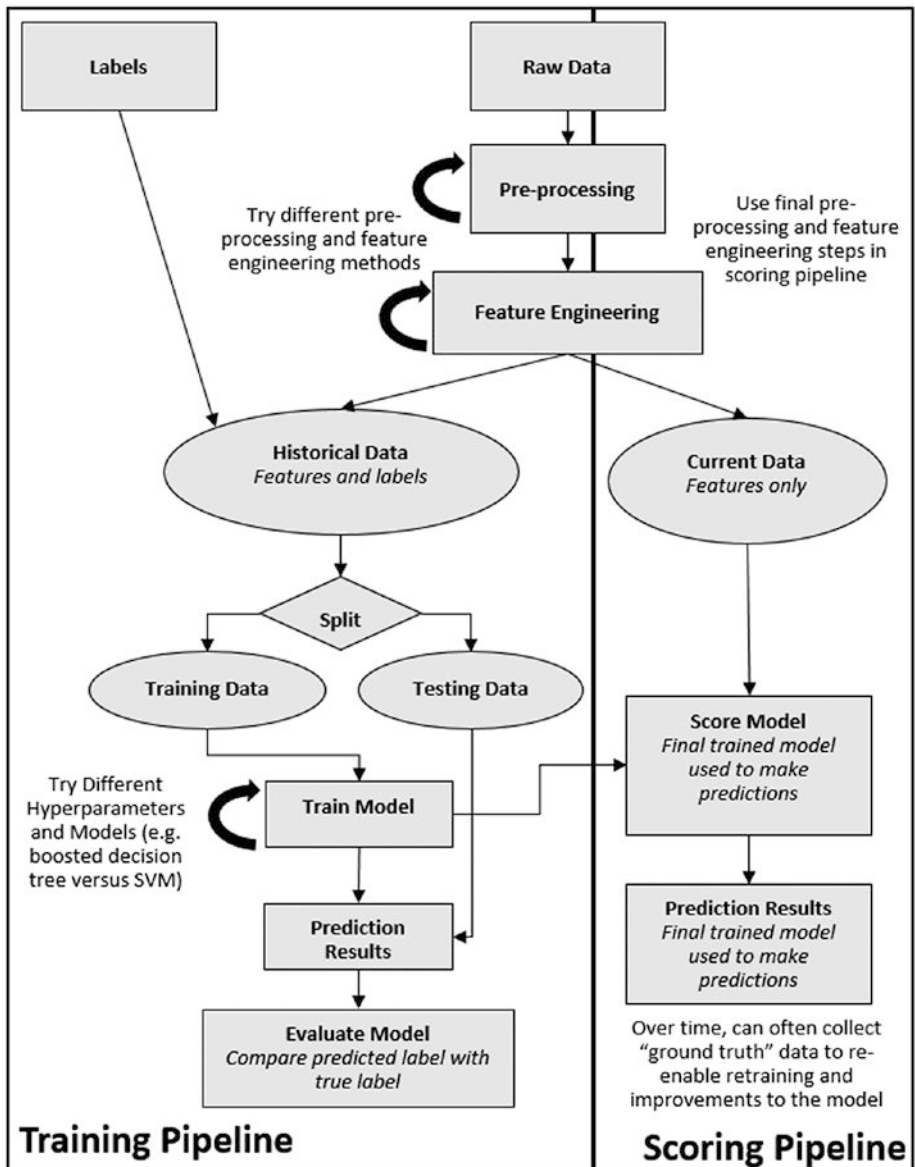 Labels
Raw Data
Pre-processing
Try different pre-
processing and feature
engineering methods
Use final pre-
processing and feature
engineering steps in
scoring pipeline
Feature Engineering
Historical Data
Features and labels
Current Data
Features only
Split
Training Data
Testing Data
Score Model
Final trained model
used to make
predictions
Try Different
Hyperparameters
and Models (e.g.
boosted decision
tree versus SVM)
Train Model
Prediction
Results
Prediction Results
Final trained model
used to make
predictions
Evaluate Model
Compare predicted label with
true label
Over time, can often collect
“ground truth” data to re-
enable retraining and
improvements to the model
Training Pipeline
Scoring Pipeline